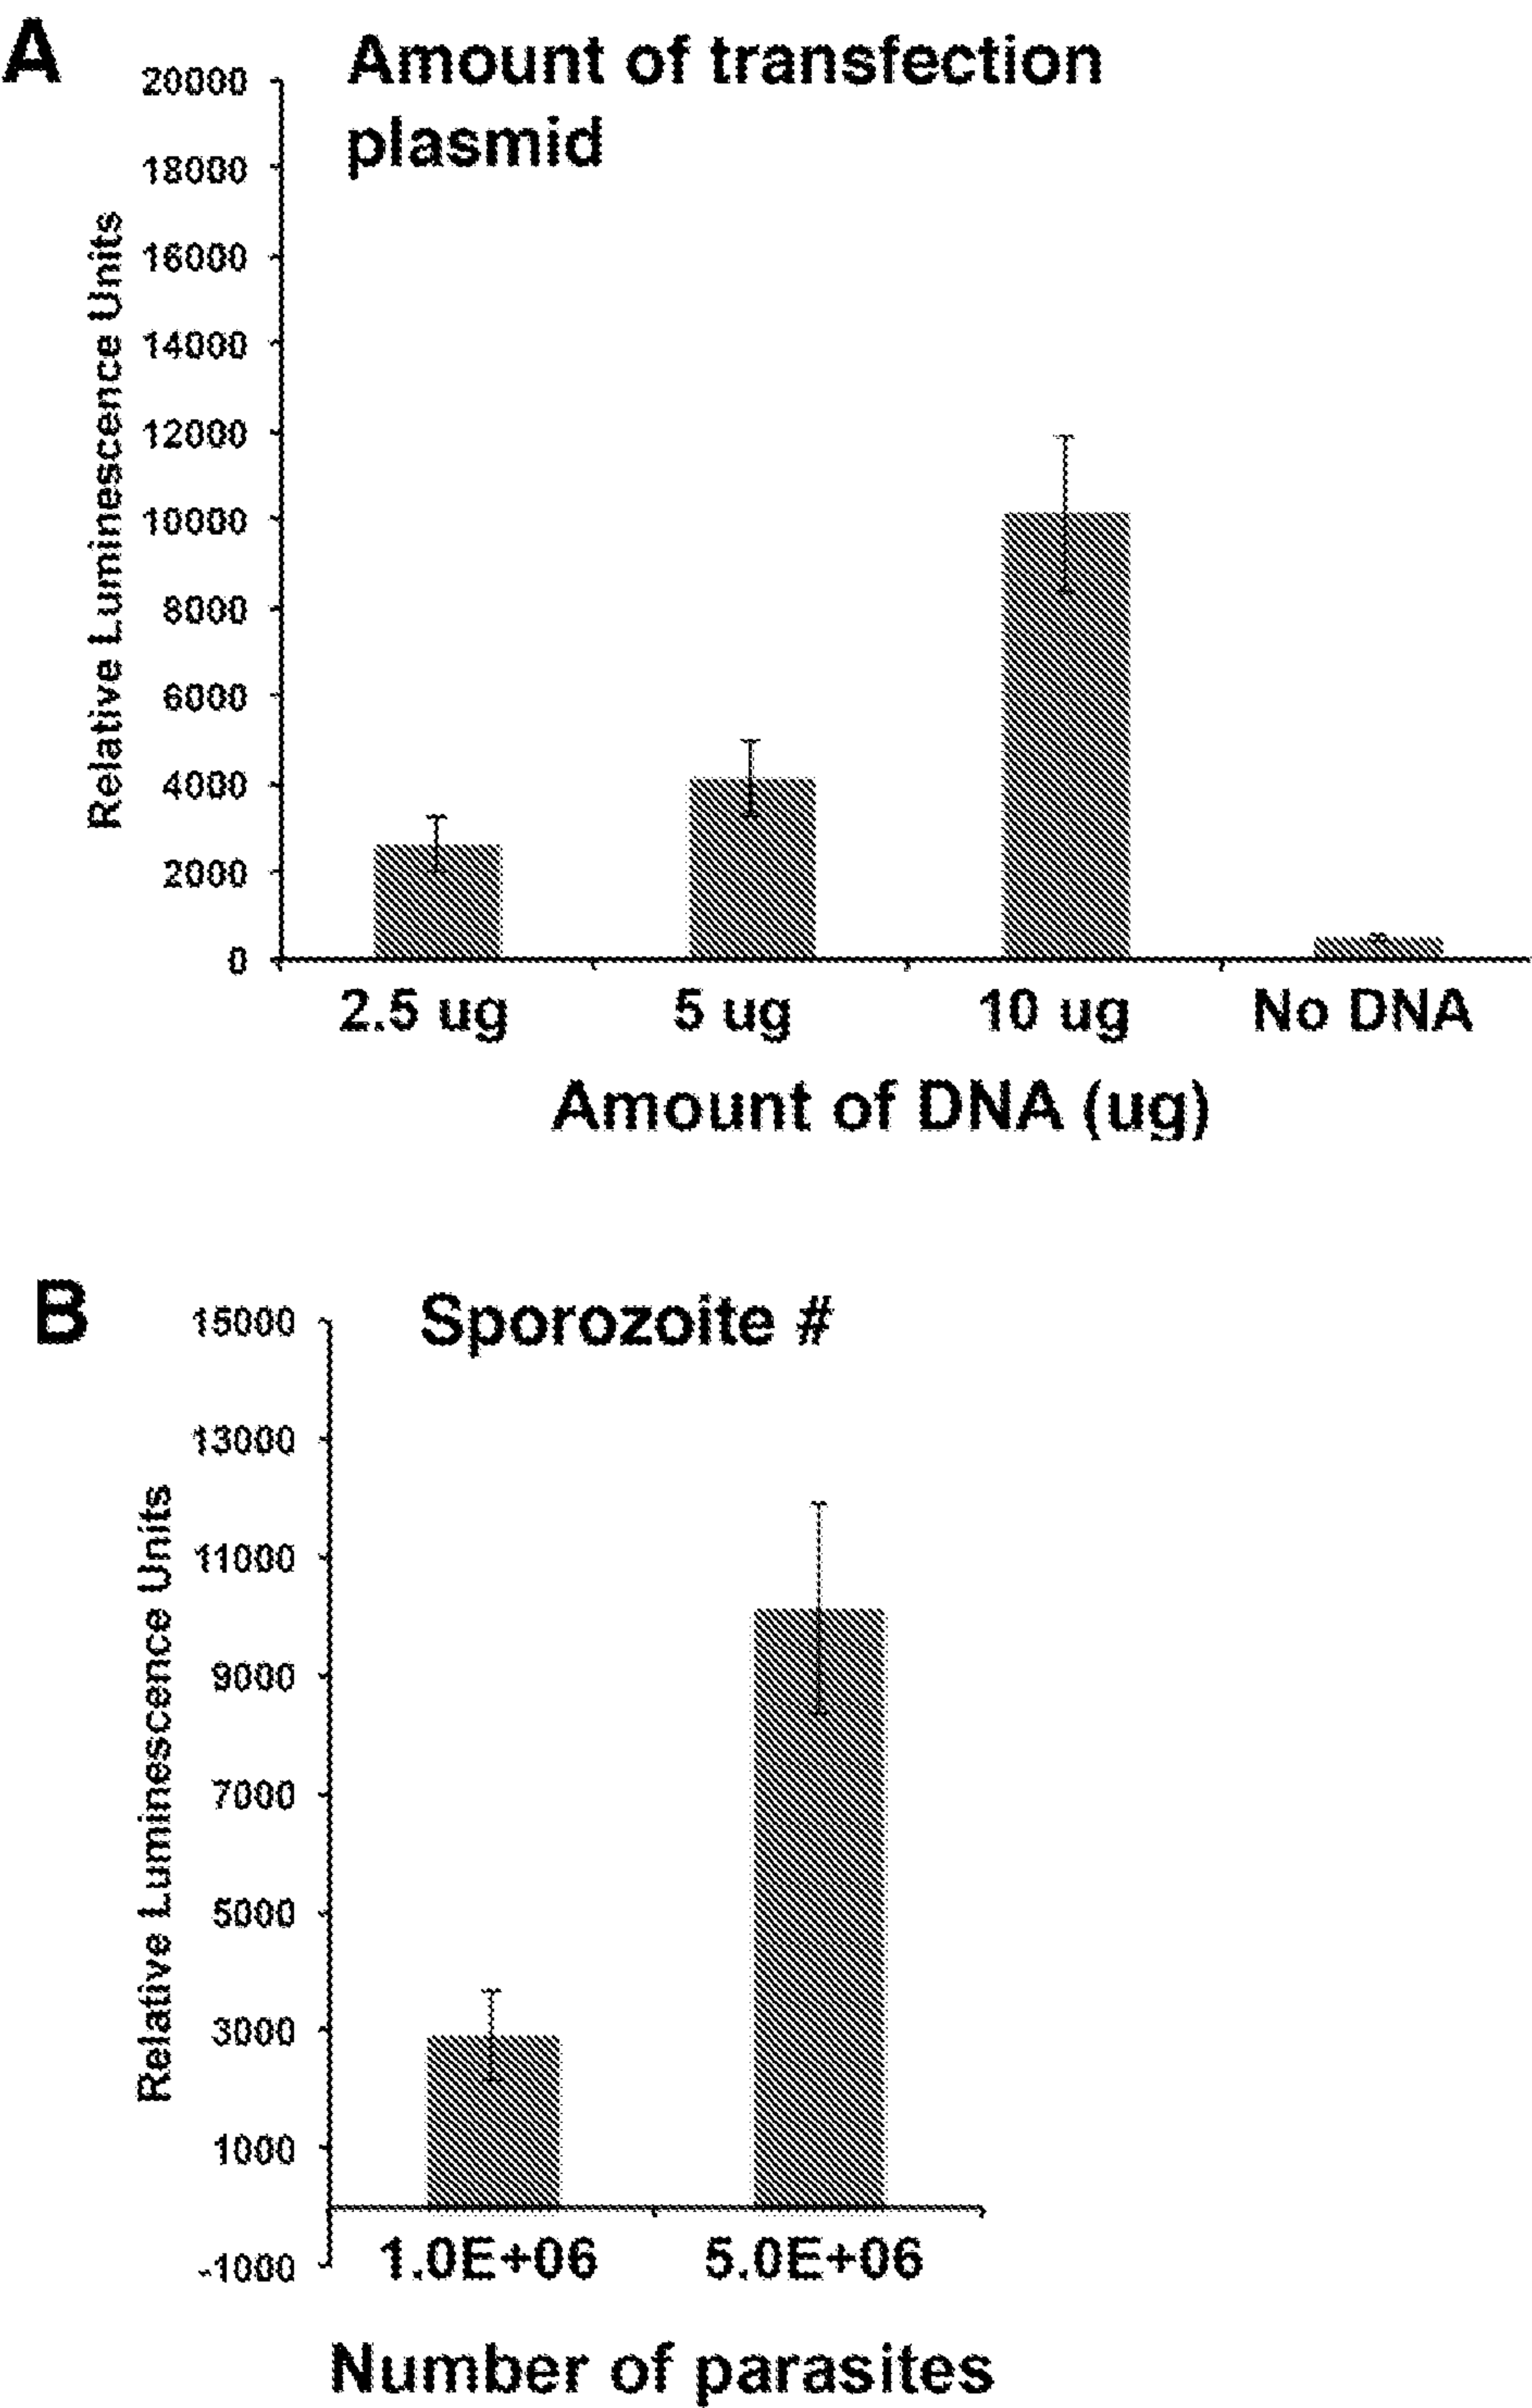 A
Amount of transfection
plasmid
Relative Luminescence Units
20000
18000
16000
14000
12000
10000
8000
6000
4000
2000
0
2.5 ug 5 ug 10 ug No DNA
Amount of DNA (ug)
B
Sporozoite #
Relative Luminescence Units
15000
13000
11000
9000
7000
5000
3000
1000
-1000
1.0E+06 5.0E+06
Number of parasites